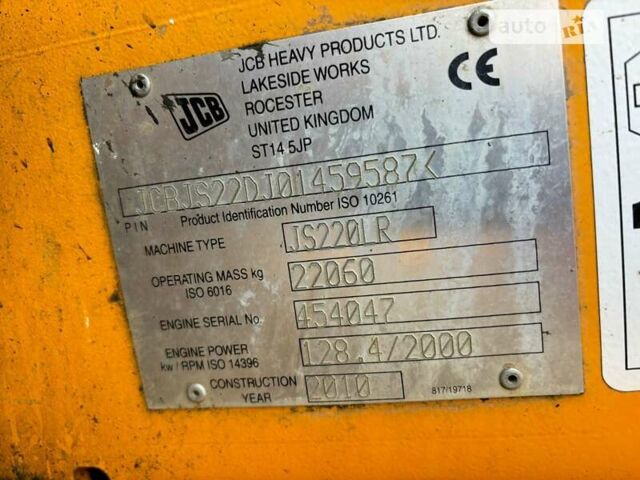 auto RIA
JCB
JCB HEAVY PRODUCTS LTD.
LAKESIDE WORKS
ROCESTER
UNITED KINGDOM
ST14 5JP
CE
JCBJS22DJ01459587<
PIN Product Identification Number ISO 10261
MACHINE TYPE JS220LR
OPERATING MASS kg 22060
ISO 6016
ENGINE SERIAL No. 454047
ENGINE POWER 128.4/2000
kw / RPM ISO 14396
CONSTRUCTION 2010
YEAR
817/19718